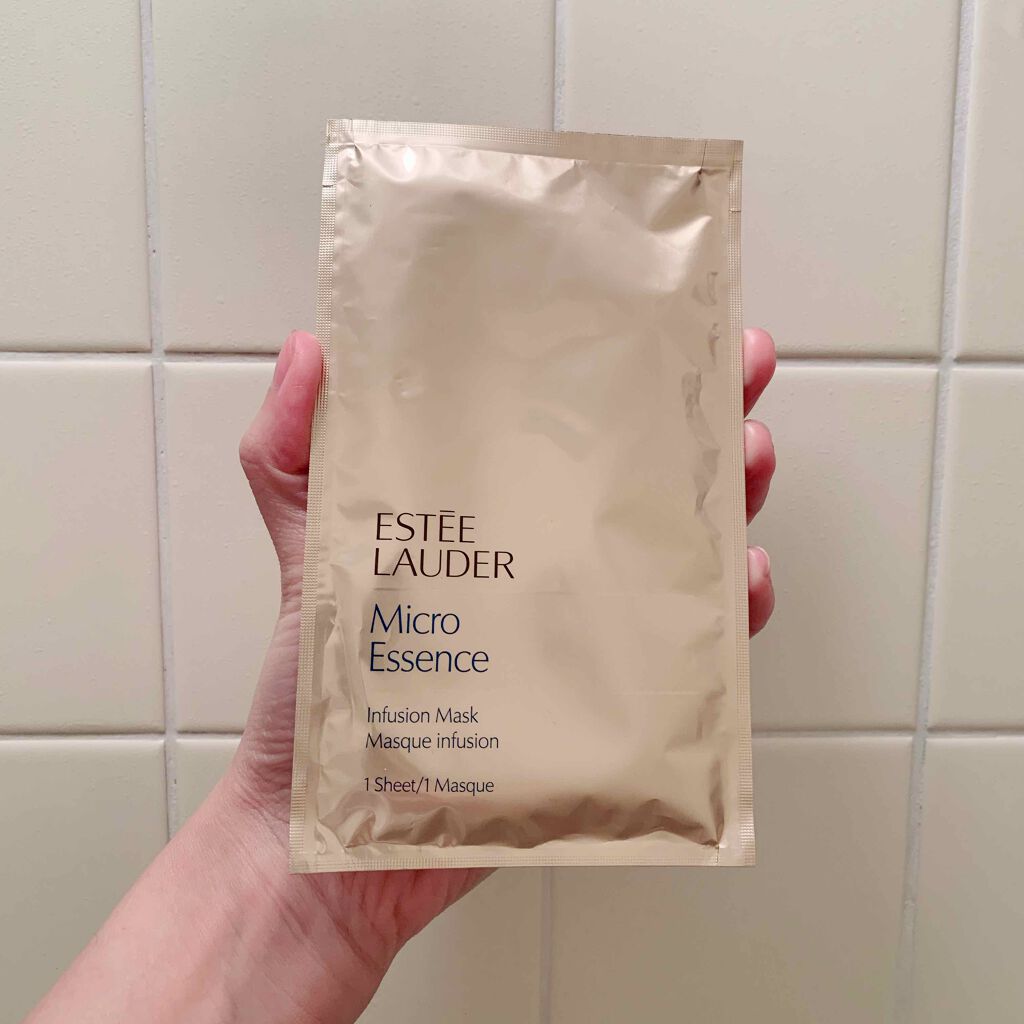 ESTĒE
LAUDER
Micro
Essence
Infusion Mask
Masque infusion
1 Sheet/1 Masque